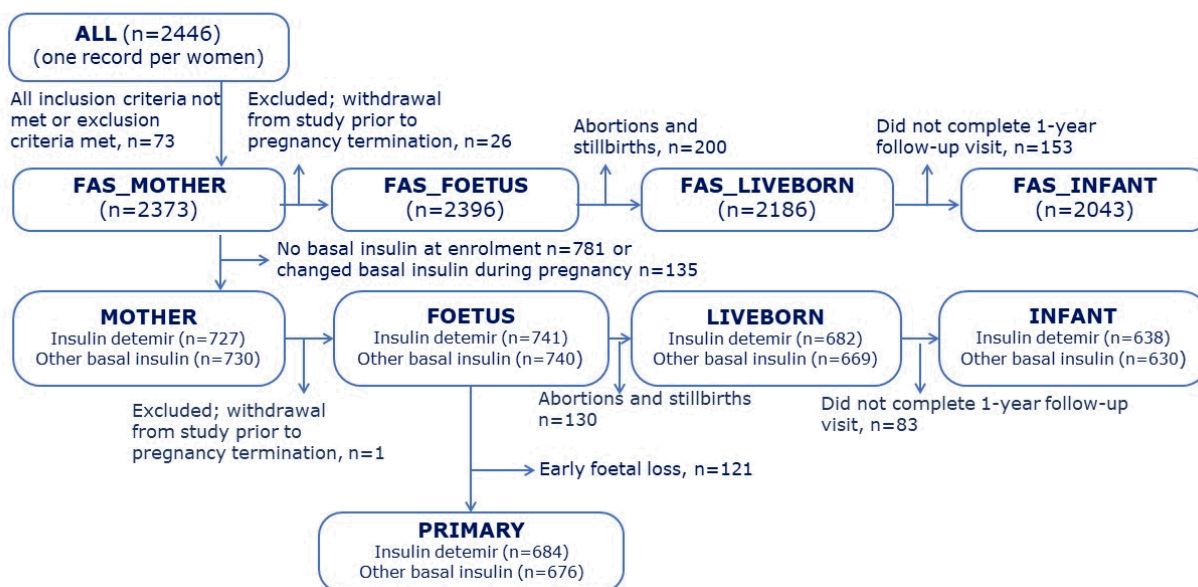 ALL (n=2446)
(one record per women)
All inclusion criteria not
met or exclusion
criteria met, n=73
Excluded; withdrawal
from study prior to
pregnancy termination, n=26
Abortions and
stillbirths, n=200
Did not complete 1-year
follow-up visit, n=153
FAS_MOTHER
(n=2373)
FAS_FOETUS
(n=2396)
FAS_LIVEBORN
(n=2186)
FAS_INFANT
(n=2043)
No basal insulin at enrolment n=781 or
changed basal insulin during pregnancy n=135
MOTHER
Insulin detemir (n=727)
Other basal insulin (n=730)
FOETUS
Insulin detemir (n=741)
Other basal insulin (n=740)
LIVEBORN
Insulin detemir (n=682)
Other basal insulin (n=669)
INFANT
Insulin detemir (n=638)
Other basal insulin (n=630)
Excluded; withdrawal
from study prior to
pregnancy termination, n=1
Abortions and stillbirths
n=130
Did not complete 1-year follow-up
visit, n=83
Early foetal loss, n=121
PRIMARY
Insulin detemir (n=684)
Other basal insulin (n=676)